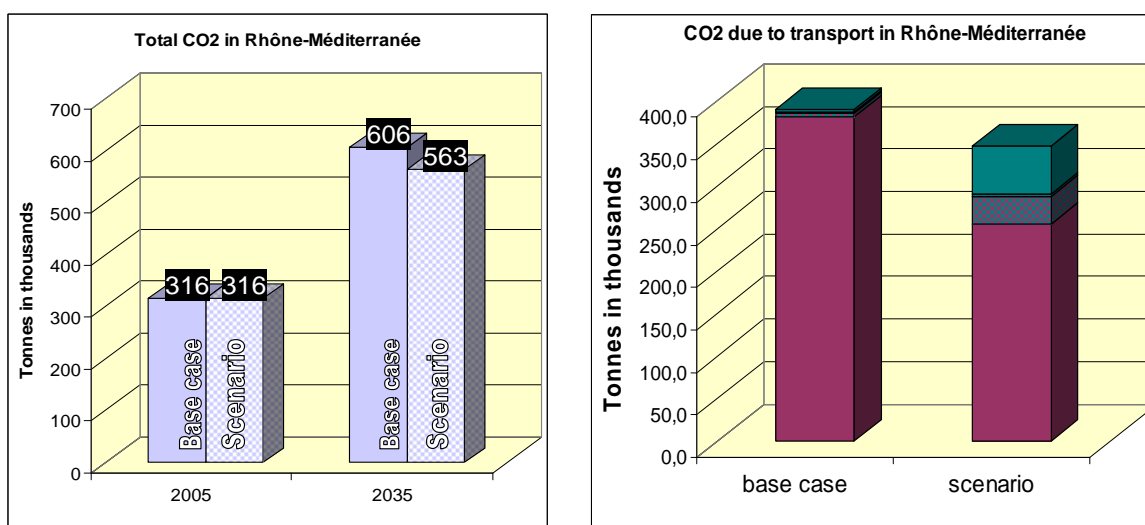 Total CO2 in Rhône-Méditerranée
Tonnes in thousands
700
600
500
400
300
200
100
0
316
316
606
563
Base case
Scenario
Base case
Scenario
2005
2035
CO2 due to transport in Rhône-Méditerranée
Tonnes in thousands
400,0
350,0
300,0
250,0
200,0
150,0
100,0
50,0
0,0
base case
scenario